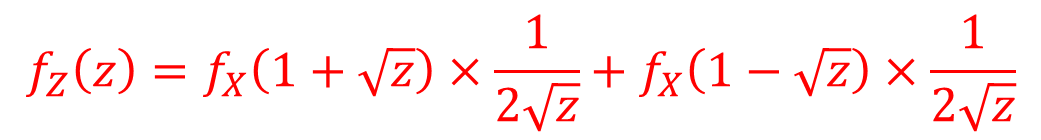 f_Z(z) = f_X(1 + √z) × 1/(2√z) + f_X(1 − √z) × 1/(2√z)